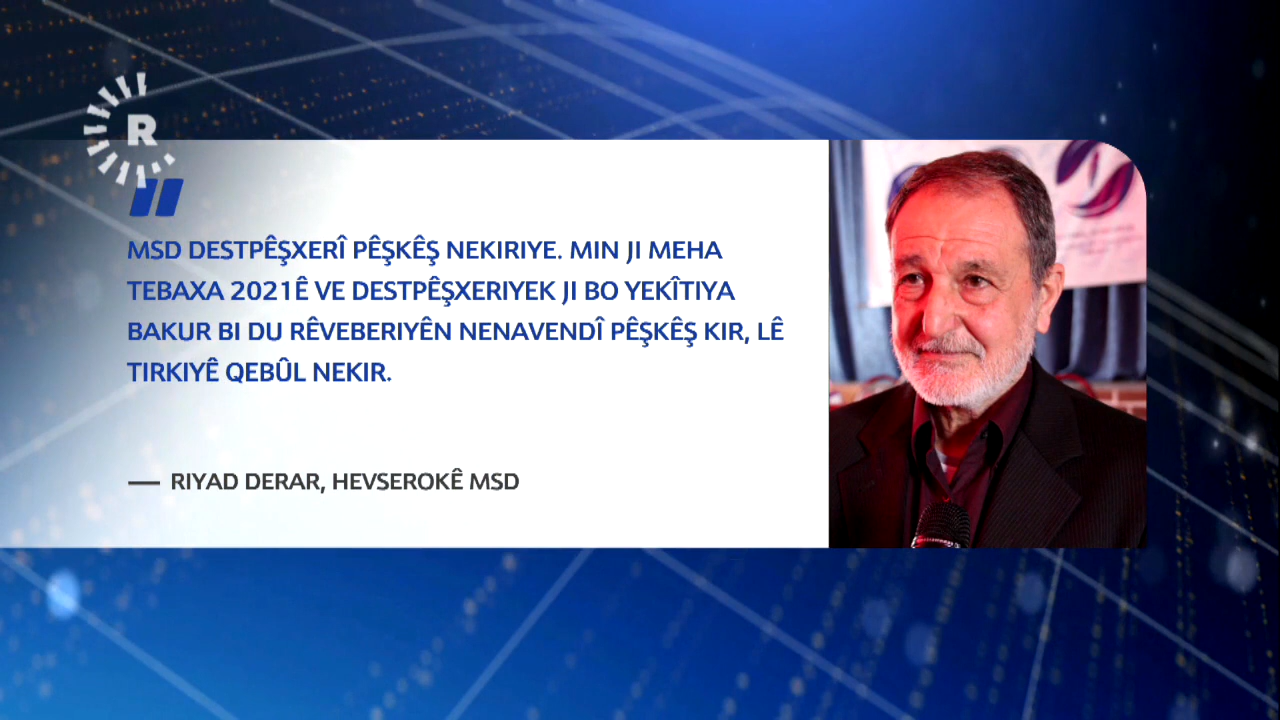 R
MSD DESTPÊŞXERÎ PÊŞKÊŞ NEKIRIYE. MIN JI MEHA
TEBAXA 2021Ê VE DESTPÊŞXERIYEK JI BO YEKÎTIYA
BAKUR BI DU RÊVEBERIYÊN NENAVENDÎ PÊŞKÊŞ KIR, LÊ
TIRKIYÊ QEBÛL NEKIR.
— RIYAD DERAR, HEVSEROKÊ MSD